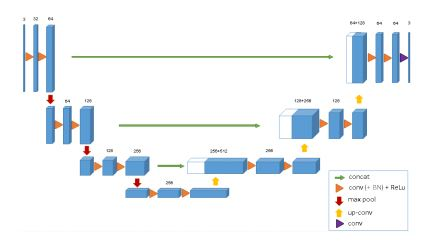 3 32 64
64+128 64 64 3
64 128
128+256 128
128 256
256+512 256
256
concat
conv (+ BN) + ReLu
max pool
up-conv
conv